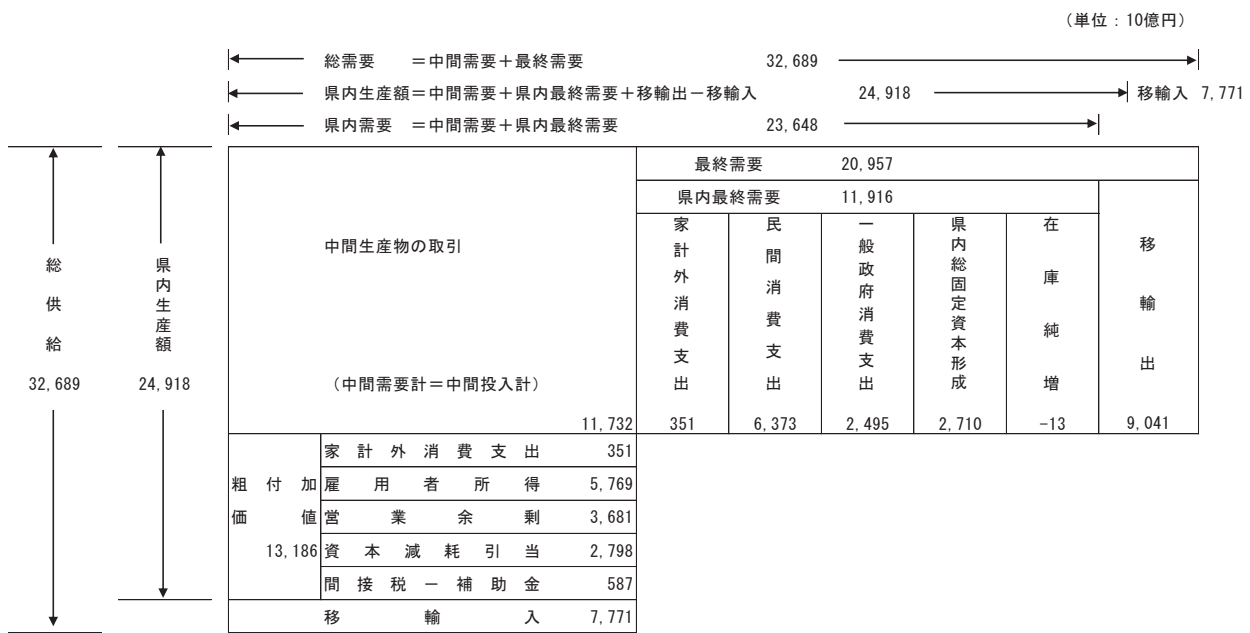 （単位：10億円）
総需要　＝中間需要＋最終需要　32,689
県内生産額＝中間需要＋県内最終需要＋移輸出－移輸入　24,918　移輸入 7,771
県内需要　＝中間需要＋県内最終需要　23,648
総供給
32,689
県内生産額
24,918
中間生産物の取引
（中間需要計＝中間投入計）
11,732
最終需要　20,957
県内最終需要　11,916
家計外消費支出
351
民間消費支出
6,373
一般政府消費支出
2,495
県内総固定資本形成
2,710
在庫純増
-13
移輸出
9,041
粗付加価値
13,186
家計外消費支出　351
雇用者所得　5,769
営業余剰　3,681
資本減耗引当　2,798
間接税－補助金　587
移輸入　7,771